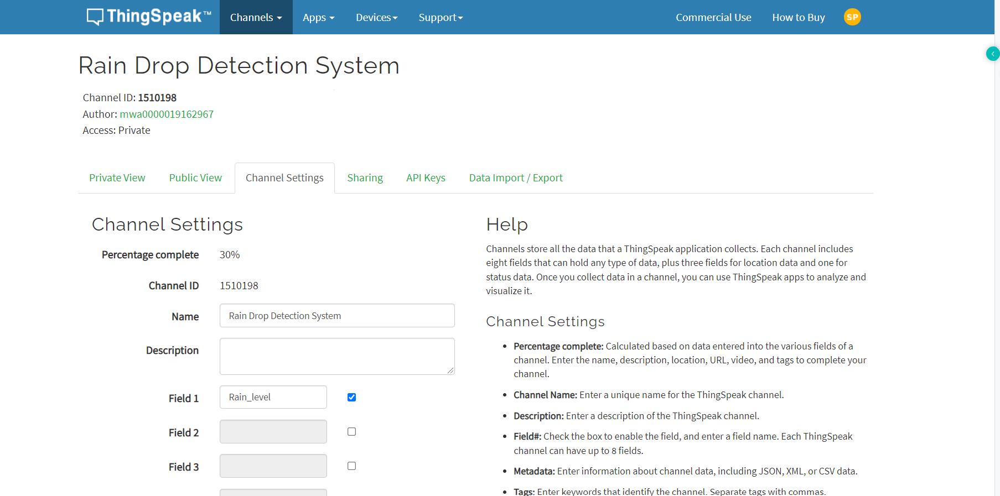 ThingSpeak™ Channels Apps Devices Support Commercial Use How to Buy SP
Rain Drop Detection System
Channel ID: 1510198
Author: mwa0000019162967
Access: Private
Private View Public View Channel Settings Sharing API Keys Data Import / Export
Channel Settings
Percentage complete 30%
Channel ID 1510198
Name Rain Drop Detection System
Description
Field 1 Rain_level
Field 2
Field 3
Help
Channels store all the data that a ThingSpeak application collects. Each channel includes
eight fields that can hold any type of data, plus three fields for location data and one for
status data. Once you collect data in a channel, you can use ThingSpeak apps to analyze and
visualize it.
Channel Settings
• Percentage complete: Calculated based on data entered into the various fields of a
channel. Enter the name, description, location, URL, video, and tags to complete your
channel.
• Channel Name: Enter a unique name for the ThingSpeak channel.
• Description: Enter a description of the ThingSpeak channel.
• Field#: Check the box to enable the field, and enter a field name. Each ThingSpeak
channel can have up to 8 fields.
• Metadata: Enter information about channel data, including JSON, XML, or CSV data.
• Tags: Enter keywords that identify the channel. Separate tags with commas.